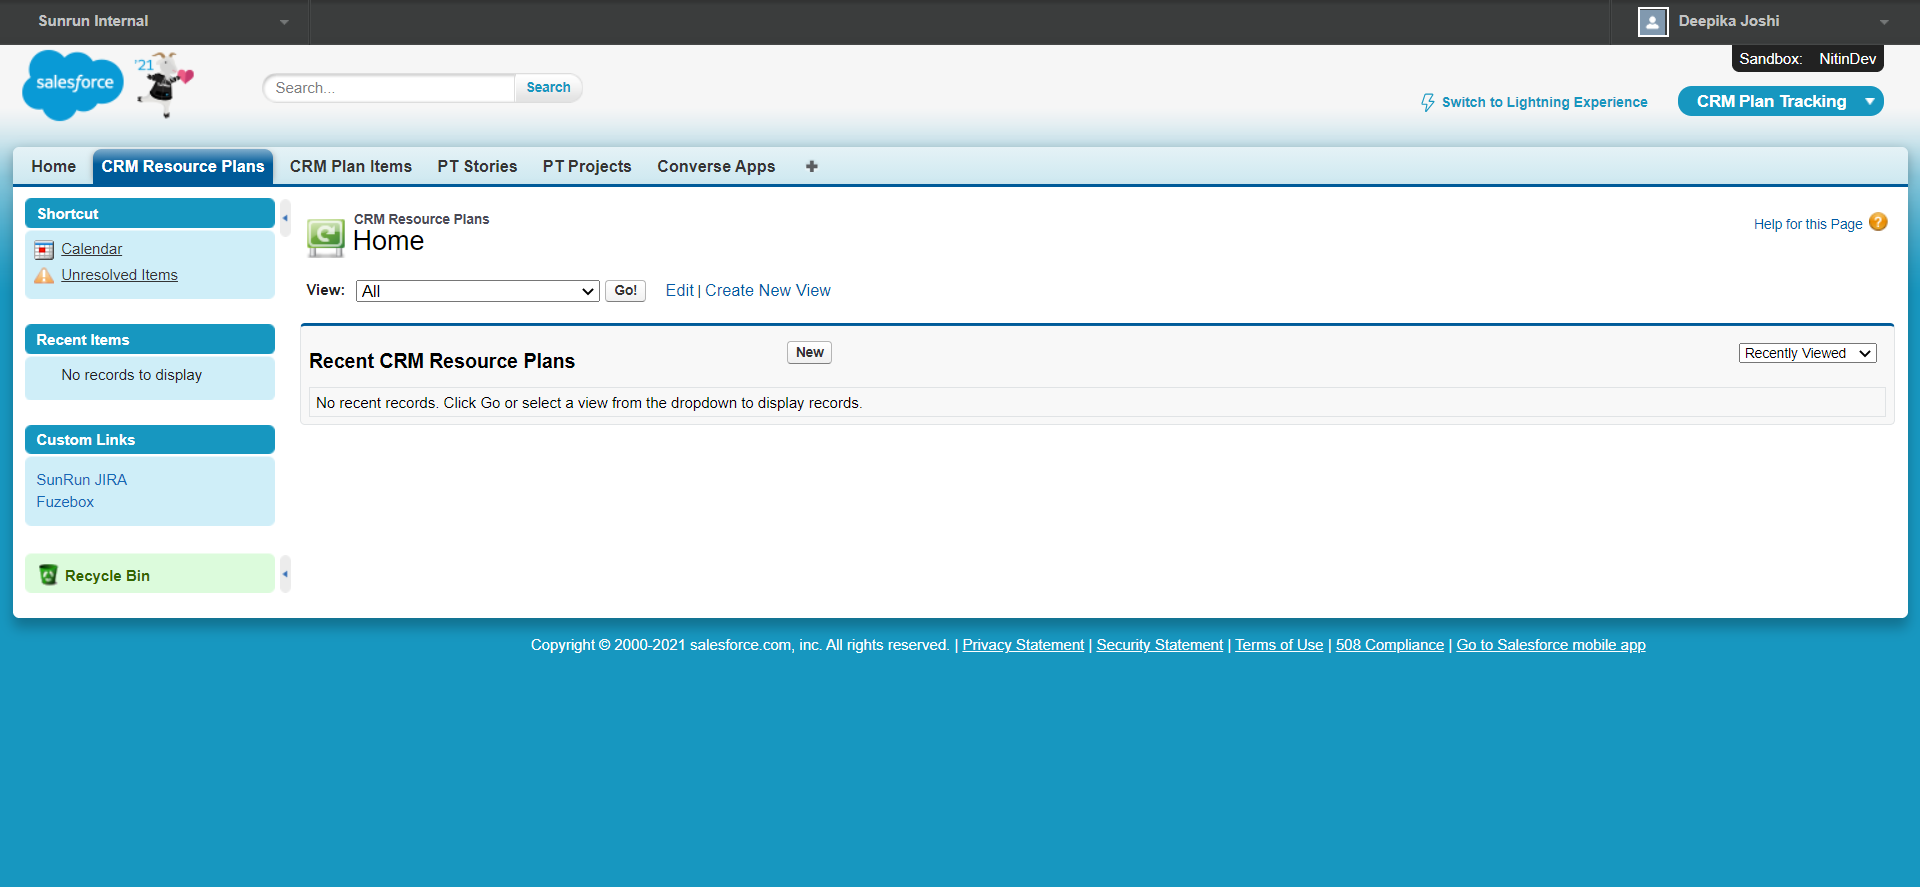 Sunrun Internal
Deepika Joshi
Sandbox: NitinDev
salesforce
'21
Search...
Search
Switch to Lightning Experience
CRM Plan Tracking
Home
CRM Resource Plans
CRM Plan Items
PT Stories
PT Projects
Converse Apps
Shortcut
Calendar
Unresolved Items
Recent Items
No records to display
Custom Links
SunRun JIRA
Fuzebox
Recycle Bin
CRM Resource Plans
Home
Help for this Page ?
View: All Go! Edit | Create New View
Recent CRM Resource Plans
New
Recently Viewed
No recent records. Click Go or select a view from the dropdown to display records.
Copyright © 2000-2021 salesforce.com, inc. All rights reserved. | Privacy Statement | Security Statement | Terms of Use | 508 Compliance | Go to Salesforce mobile app